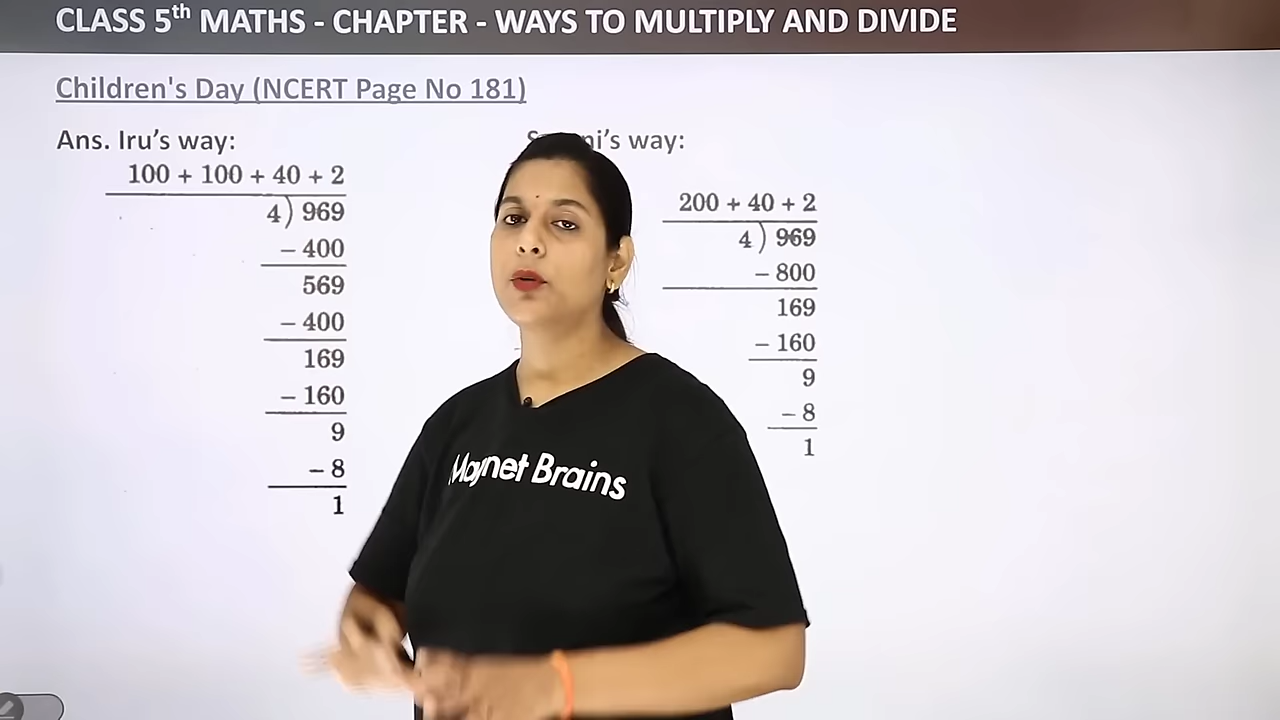 CLASS 5th MATHS - CHAPTER - WAYS TO MULTIPLY AND DIVIDE
Children's Day (NCERT Page No 181)
Ans. Iru's way:
100 + 100 + 40 + 2
4 ) 969
– 400
569
– 400
169
– 160
9
– 8
1
way:
200 + 40 + 2
4 ) 969
– 800
169
– 160
9
– 8
1
Magnet Brains